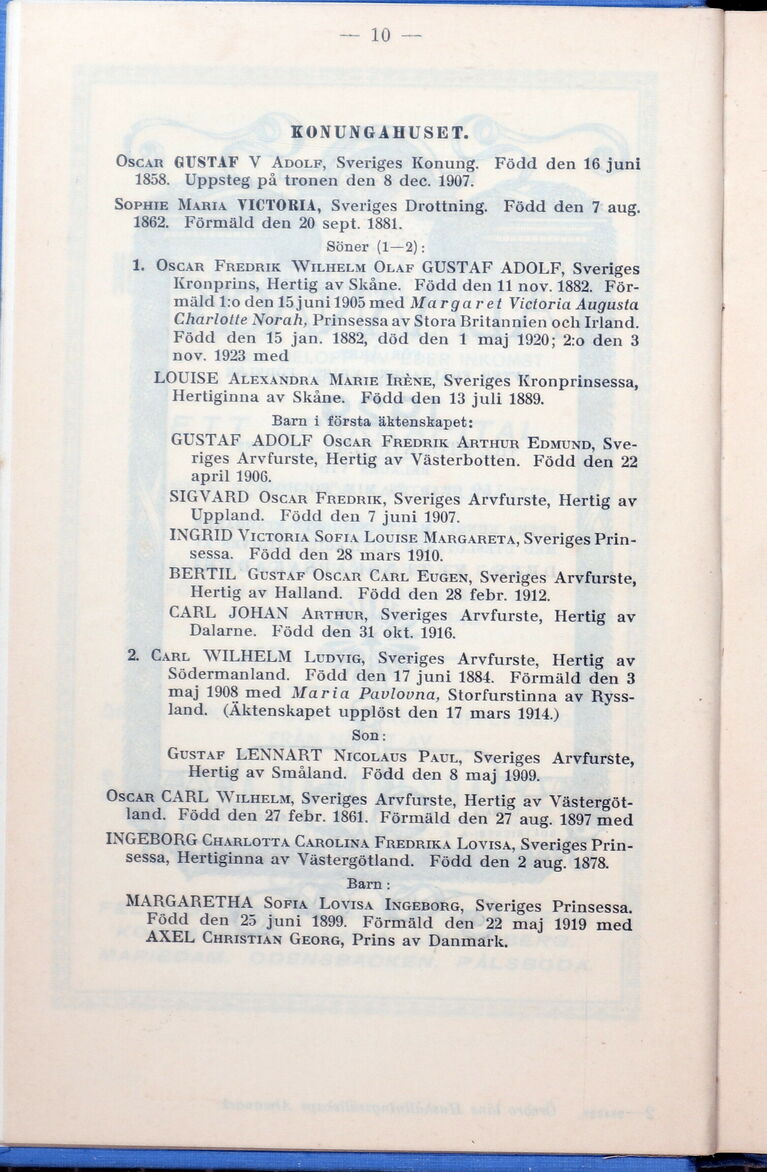 — 10 —
KONUNGAHUSET.
Oscar GUSTAF V Adolf, Sveriges Konung. Född den 16 juni
1858. Uppsteg på tronen den 8 dec. 1907.
Sophie Maria VICTORIA, Sveriges Drottning. Född den 7 aug.
1862. Förmäld den 20 sept. 1881.
Söner (1—2):
1. Oscar Fredrik Wilhelm Olaf GUSTAF ADOLF, Sveriges
Kronprins, Hertig av Skåne. Född den 11 nov. 1882. För-
mäld 1:o den 15 juni 1905 med Margaret Victoria Augusta
Charlotte Norah, Prinsessa av Stora Britannien och Irland.
Född den 15 jan. 1882, död den 1 maj 1920; 2:o den 3
nov. 1923 med
LOUISE Alexandra Marie Irène, Sveriges Kronprinsessa,
Hertiginna av Skåne. Född den 13 juli 1889.
Barn i första äktenskapet:
GUSTAF ADOLF Oscar Fredrik Arthur Edmund, Sve-
riges Arvfurste, Hertig av Västerbotten. Född den 22
april 1906.
SIGVARD Oscar Fredrik, Sveriges Arvfurste, Hertig av
Uppland. Född den 7 juni 1907.
INGRID Victoria Sofia Louise Margareta, Sveriges Prin-
sessa. Född den 28 mars 1910.
BERTIL Gustaf Oscar Carl Eugen, Sveriges Arvfurste,
Hertig av Halland. Född den 28 febr. 1912.
CARL JOHAN Arthur, Sveriges Arvfurste, Hertig av
Dalarne. Född den 31 okt. 1916.
2. Carl WILHELM Ludvig, Sveriges Arvfurste, Hertig av
Södermanland. Född den 17 juni 1884. Förmäld den 3
maj 1908 med Maria Pavlovna, Storfurstinna av Ryss-
land. (Äktenskapet upplöst den 17 mars 1914.)
Son:
Gustaf LENNART Nicolaus Paul, Sveriges Arvfurste,
Hertig av Småland. Född den 8 maj 1909.
Oscar CARL Wilhelm, Sveriges Arvfurste, Hertig av Västergöt-
land. Född den 27 febr. 1861. Förmäld den 27 aug. 1897 med
INGEBORG Charlotta Carolina Fredrika Lovisa, Sveriges Prin-
sessa, Hertiginna av Västergötland. Född den 2 aug. 1878.
Barn:
MARGARETHA Sofia Lovisa Ingeborg, Sveriges Prinsessa.
Född den 25 juni 1899. Förmäld den 22 maj 1919 med
AXEL Christian Georg, Prins av Danmark.